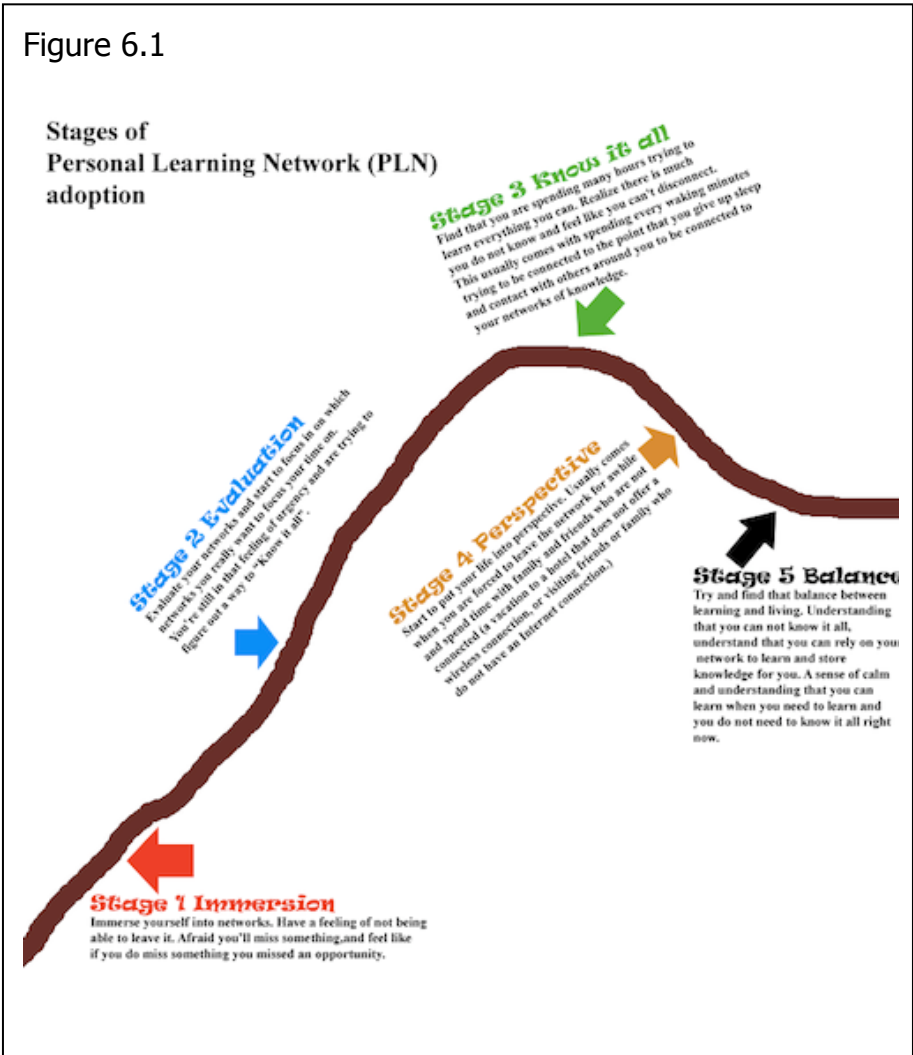 Figure 6.1
Stages of
Personal Learning Network (PLN)
adoption
Stage 3 Know it all
Find that you are spending many hours trying to
learn everything you can. Realize there is much
you do not know and feel like you can't disconnect.
This usually comes with spending every waking minutes
trying to be connected to the point that you give up sleep
and contact with others around you to be connected to
your networks of knowledge.
Stage 2 Evaluation
Evaluate your networks and start to focus in on which
networks you really want to focus your time on.
You're still in that feeling of urgency and are trying to
figure out a way to "Know it all".
Stage 4 Perspective
Start to put your life into perspective. Usually comes
when you are forced to leave the network for awhile
and spend time with family and friends who are not
connected (a vacation to a hotel that does not offer a
wireless connection, or visiting friends or family who
do not have an Internet connection.)
Stage 5 Balance
Try and find that balance between
learning and living. Understanding
that you can not know it all,
understand that you can rely on your
network to learn and store
knowledge for you. A sense of calm
and understanding that you can
learn when you need to learn and
you do not need to know it all right
now.
Stage 1 Immersion
Immerse yourself into networks. Have a feeling of not being
able to leave it. Afraid you'll miss something,and feel like
if you do miss something you missed an opportunity.